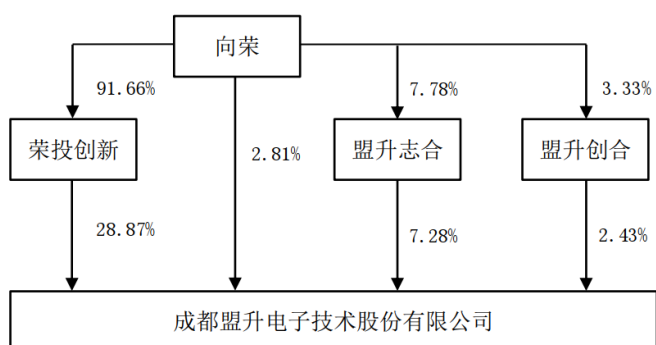 向荣
91.66%
7.78%
3.33%
荣投创新
2.81%
盟升志合
盟升创合
28.87%
7.28%
2.43%
成都盟升电子技术股份有限公司